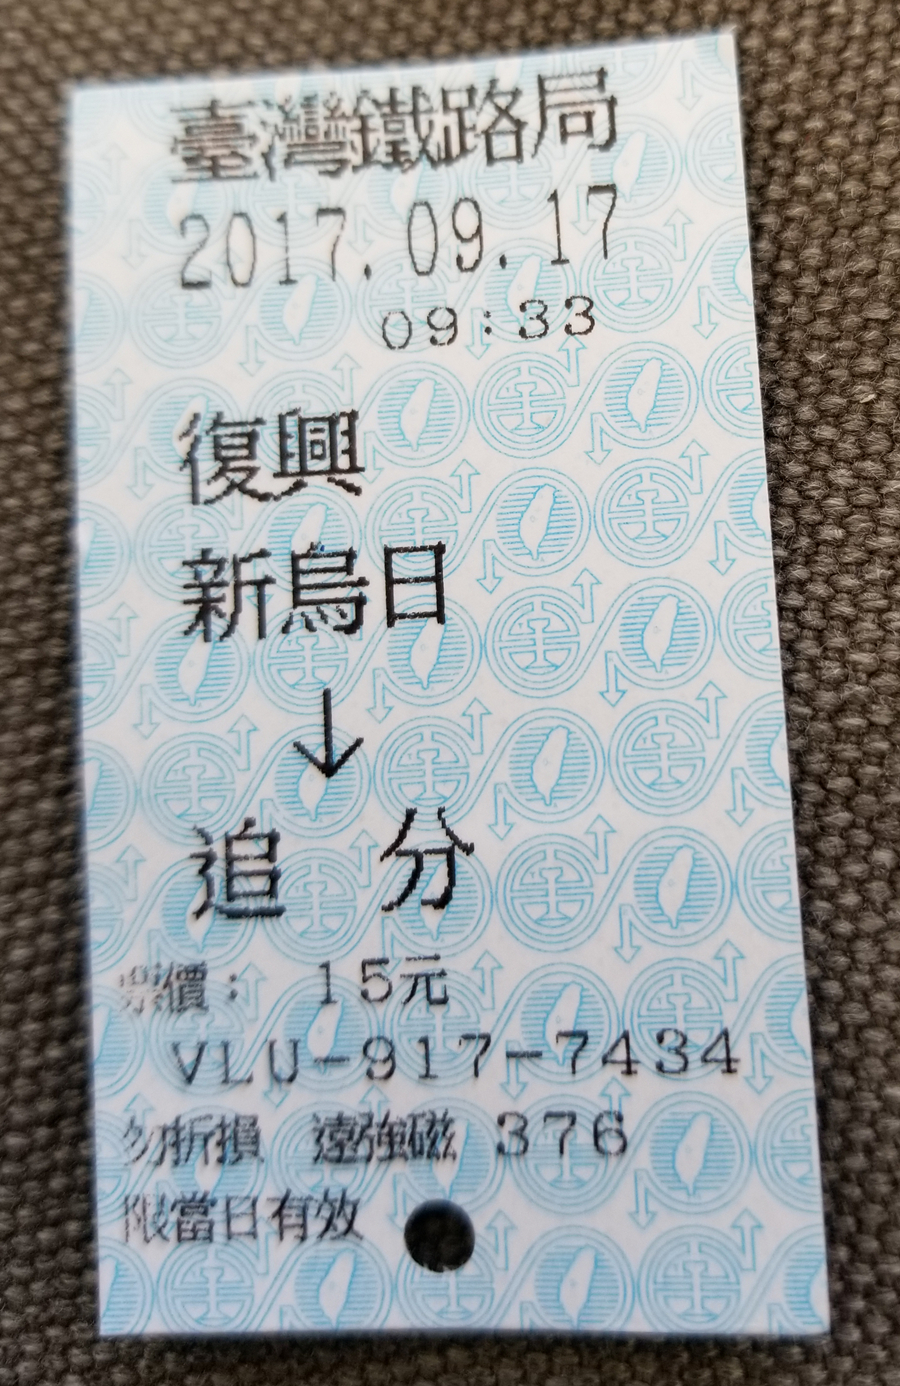 臺灣鐵路局
2017.09.17
09:33
復興
新烏日
↓
追 分
票價： 15元
VLU-917-7434
勿折損 遠強磁 376
限當日有效